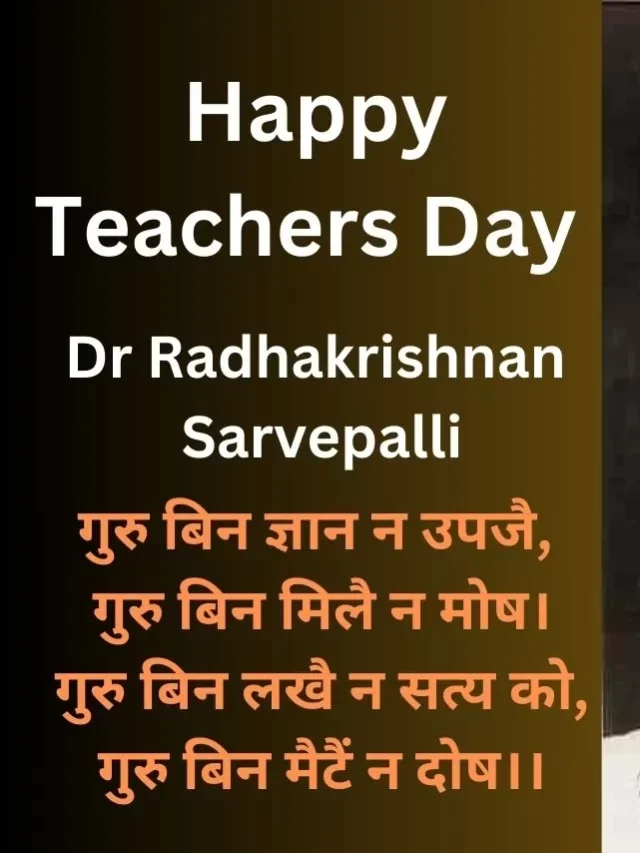 Happy
Teachers Day
Dr Radhakrishnan
Sarvepalli
गुरु बिन ज्ञान न उपजै,
गुरु बिन मिलै न मोष।
गुरु बिन लखै न सत्य को,
गुरु बिन मैटैं न दोष।।